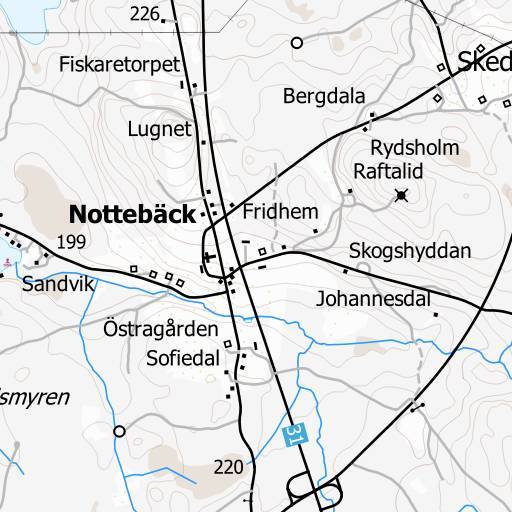 226
Fiskaretorpet
Sked
Bergdala
Lugnet
Rydsholm
Raftalid
Nottebäck
Fridhem
199
Skogshyddan
Sandvik
Johannesdal
Östragården
Sofiedal
smyren
31
220